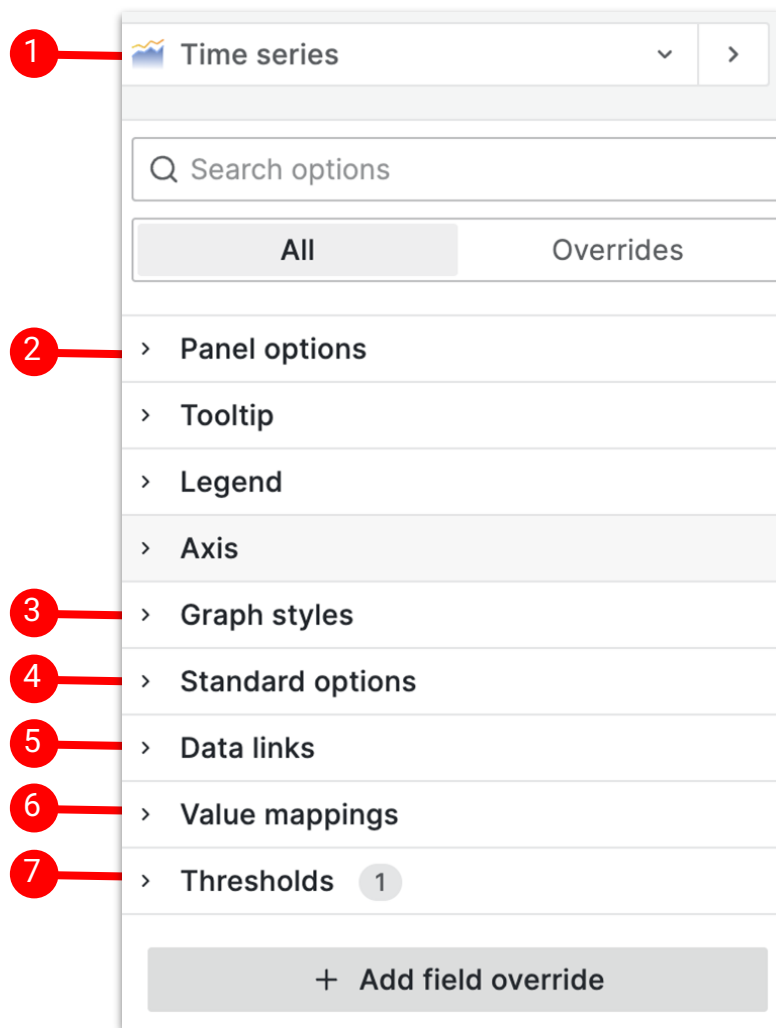 1 Time series
Search options
All Overrides
2 Panel options
Tooltip
Legend
Axis
3 Graph styles
4 Standard options
5 Data links
6 Value mappings
7 Thresholds 1
+ Add field override